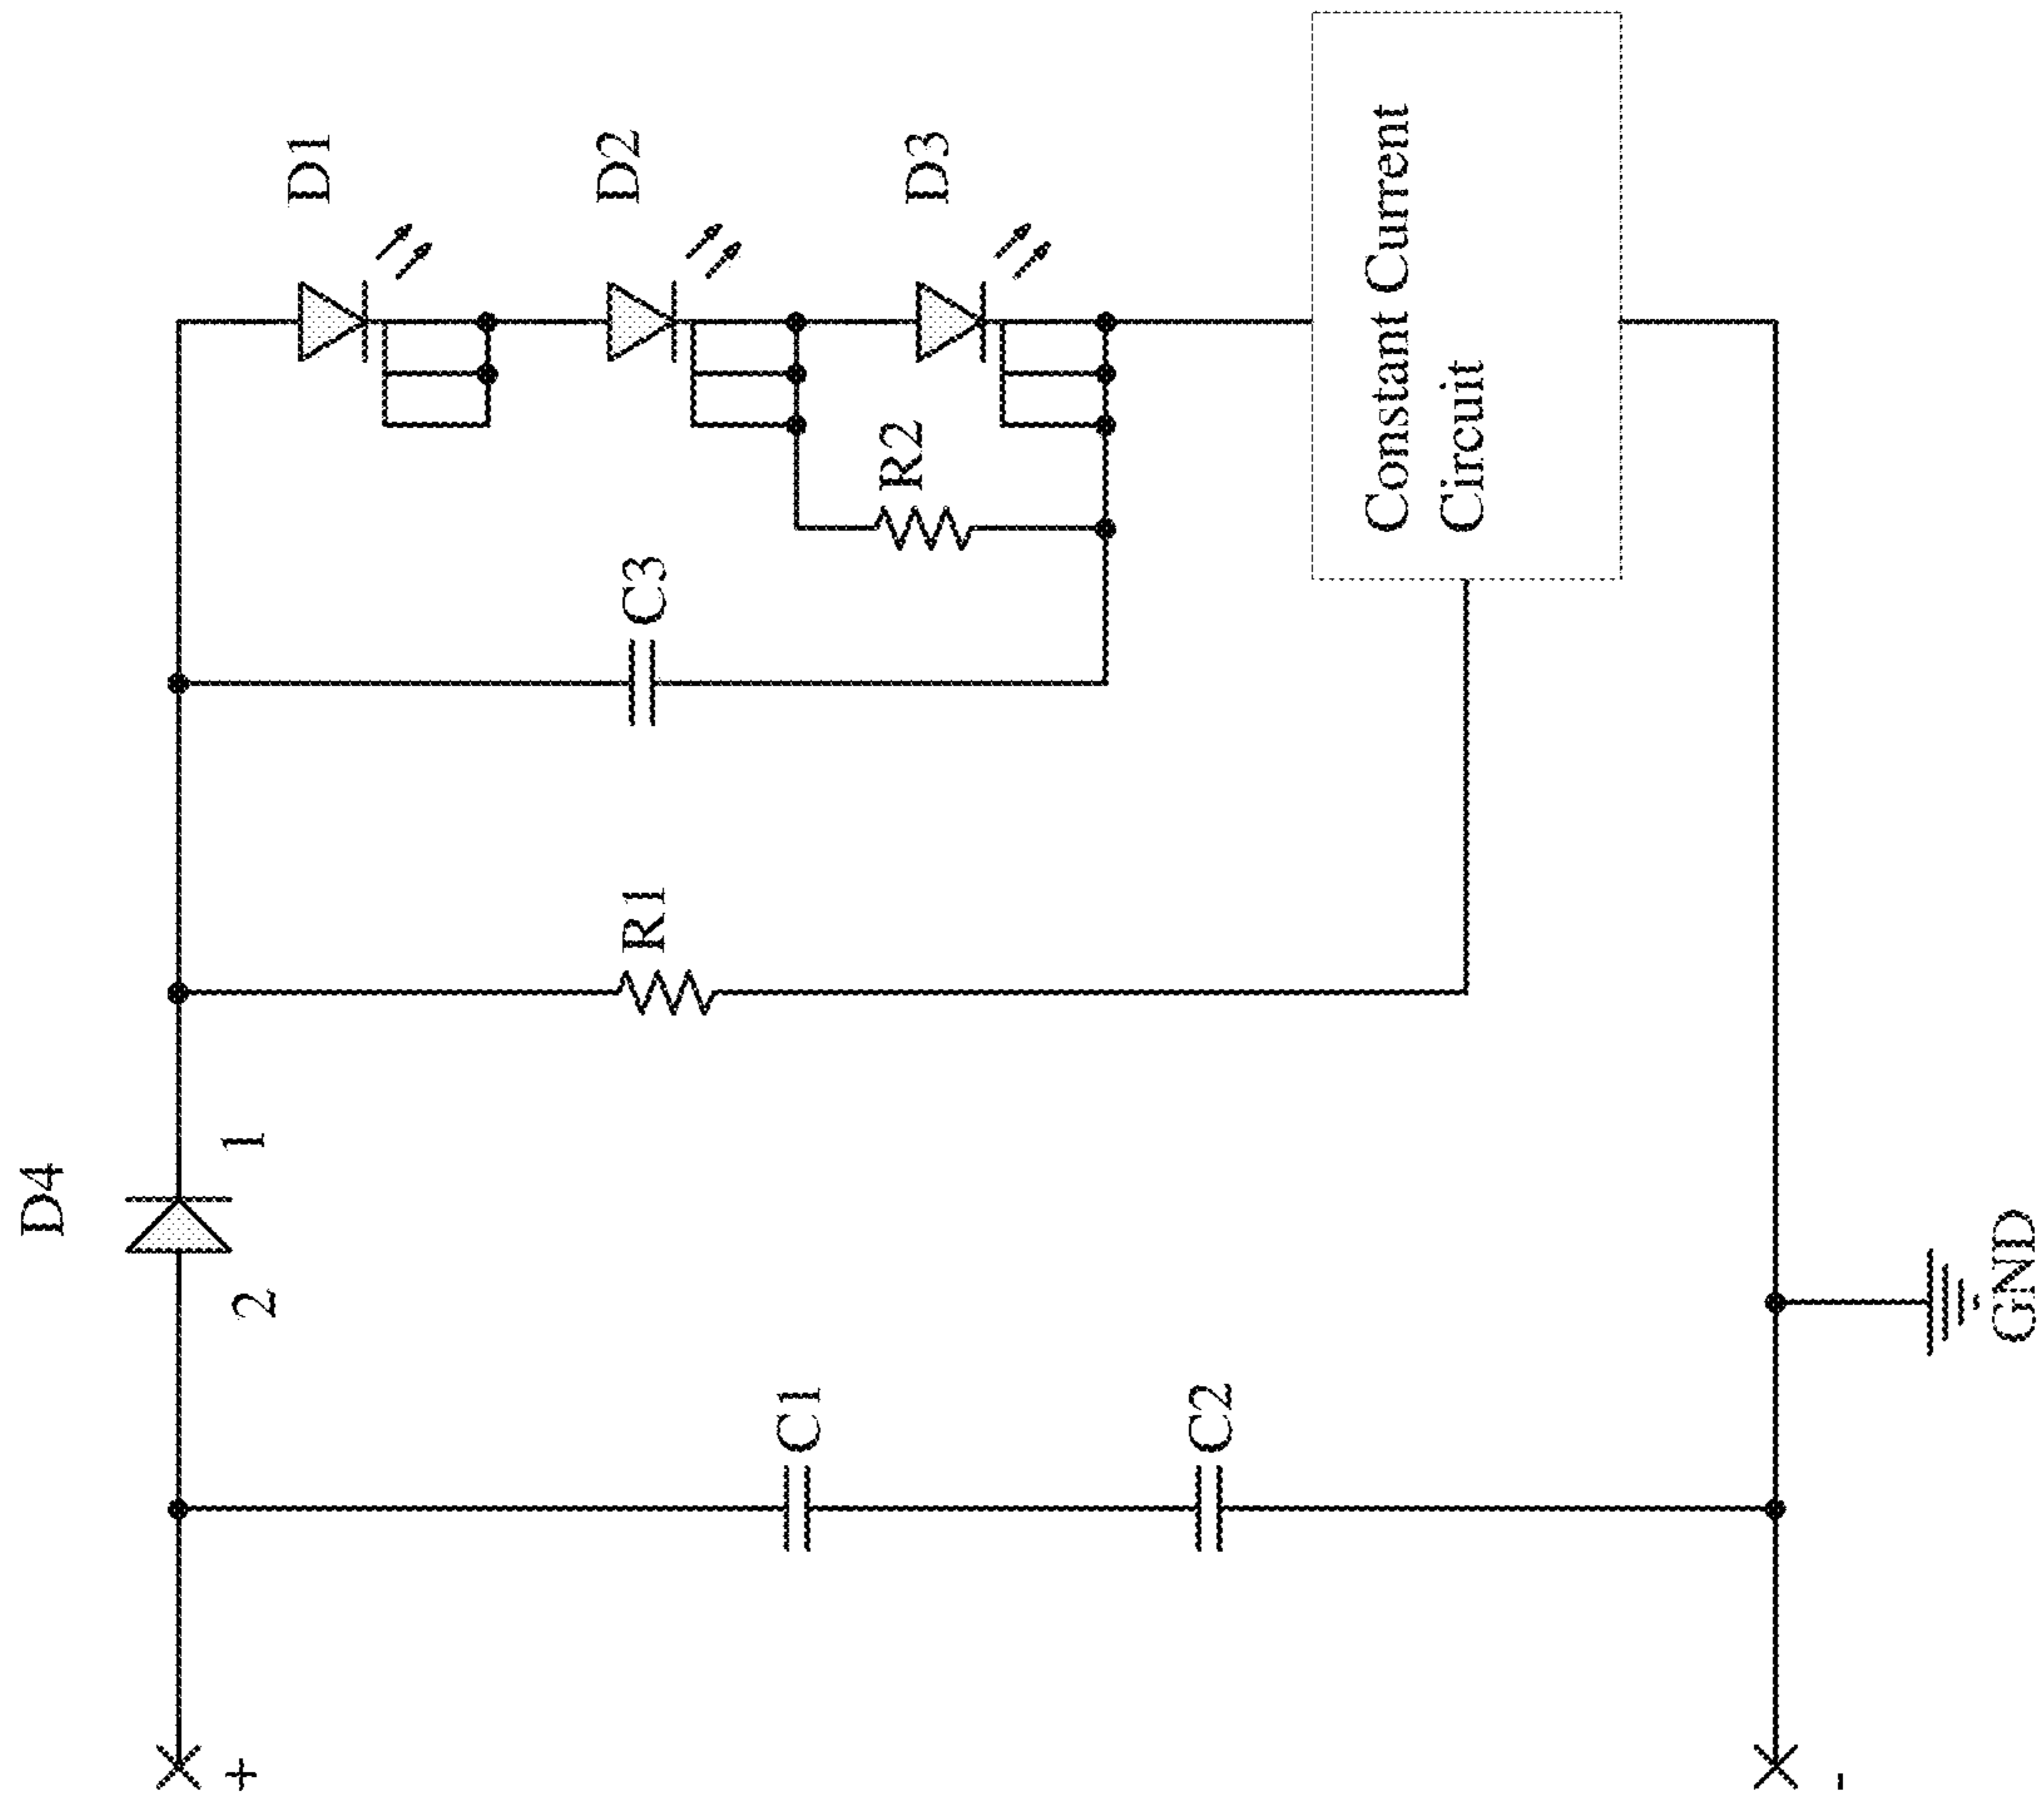 D1
D2
D3
D4
1
2
C3
R2
R1
C1
C2
Constant Current
Circuit
GND
+
-